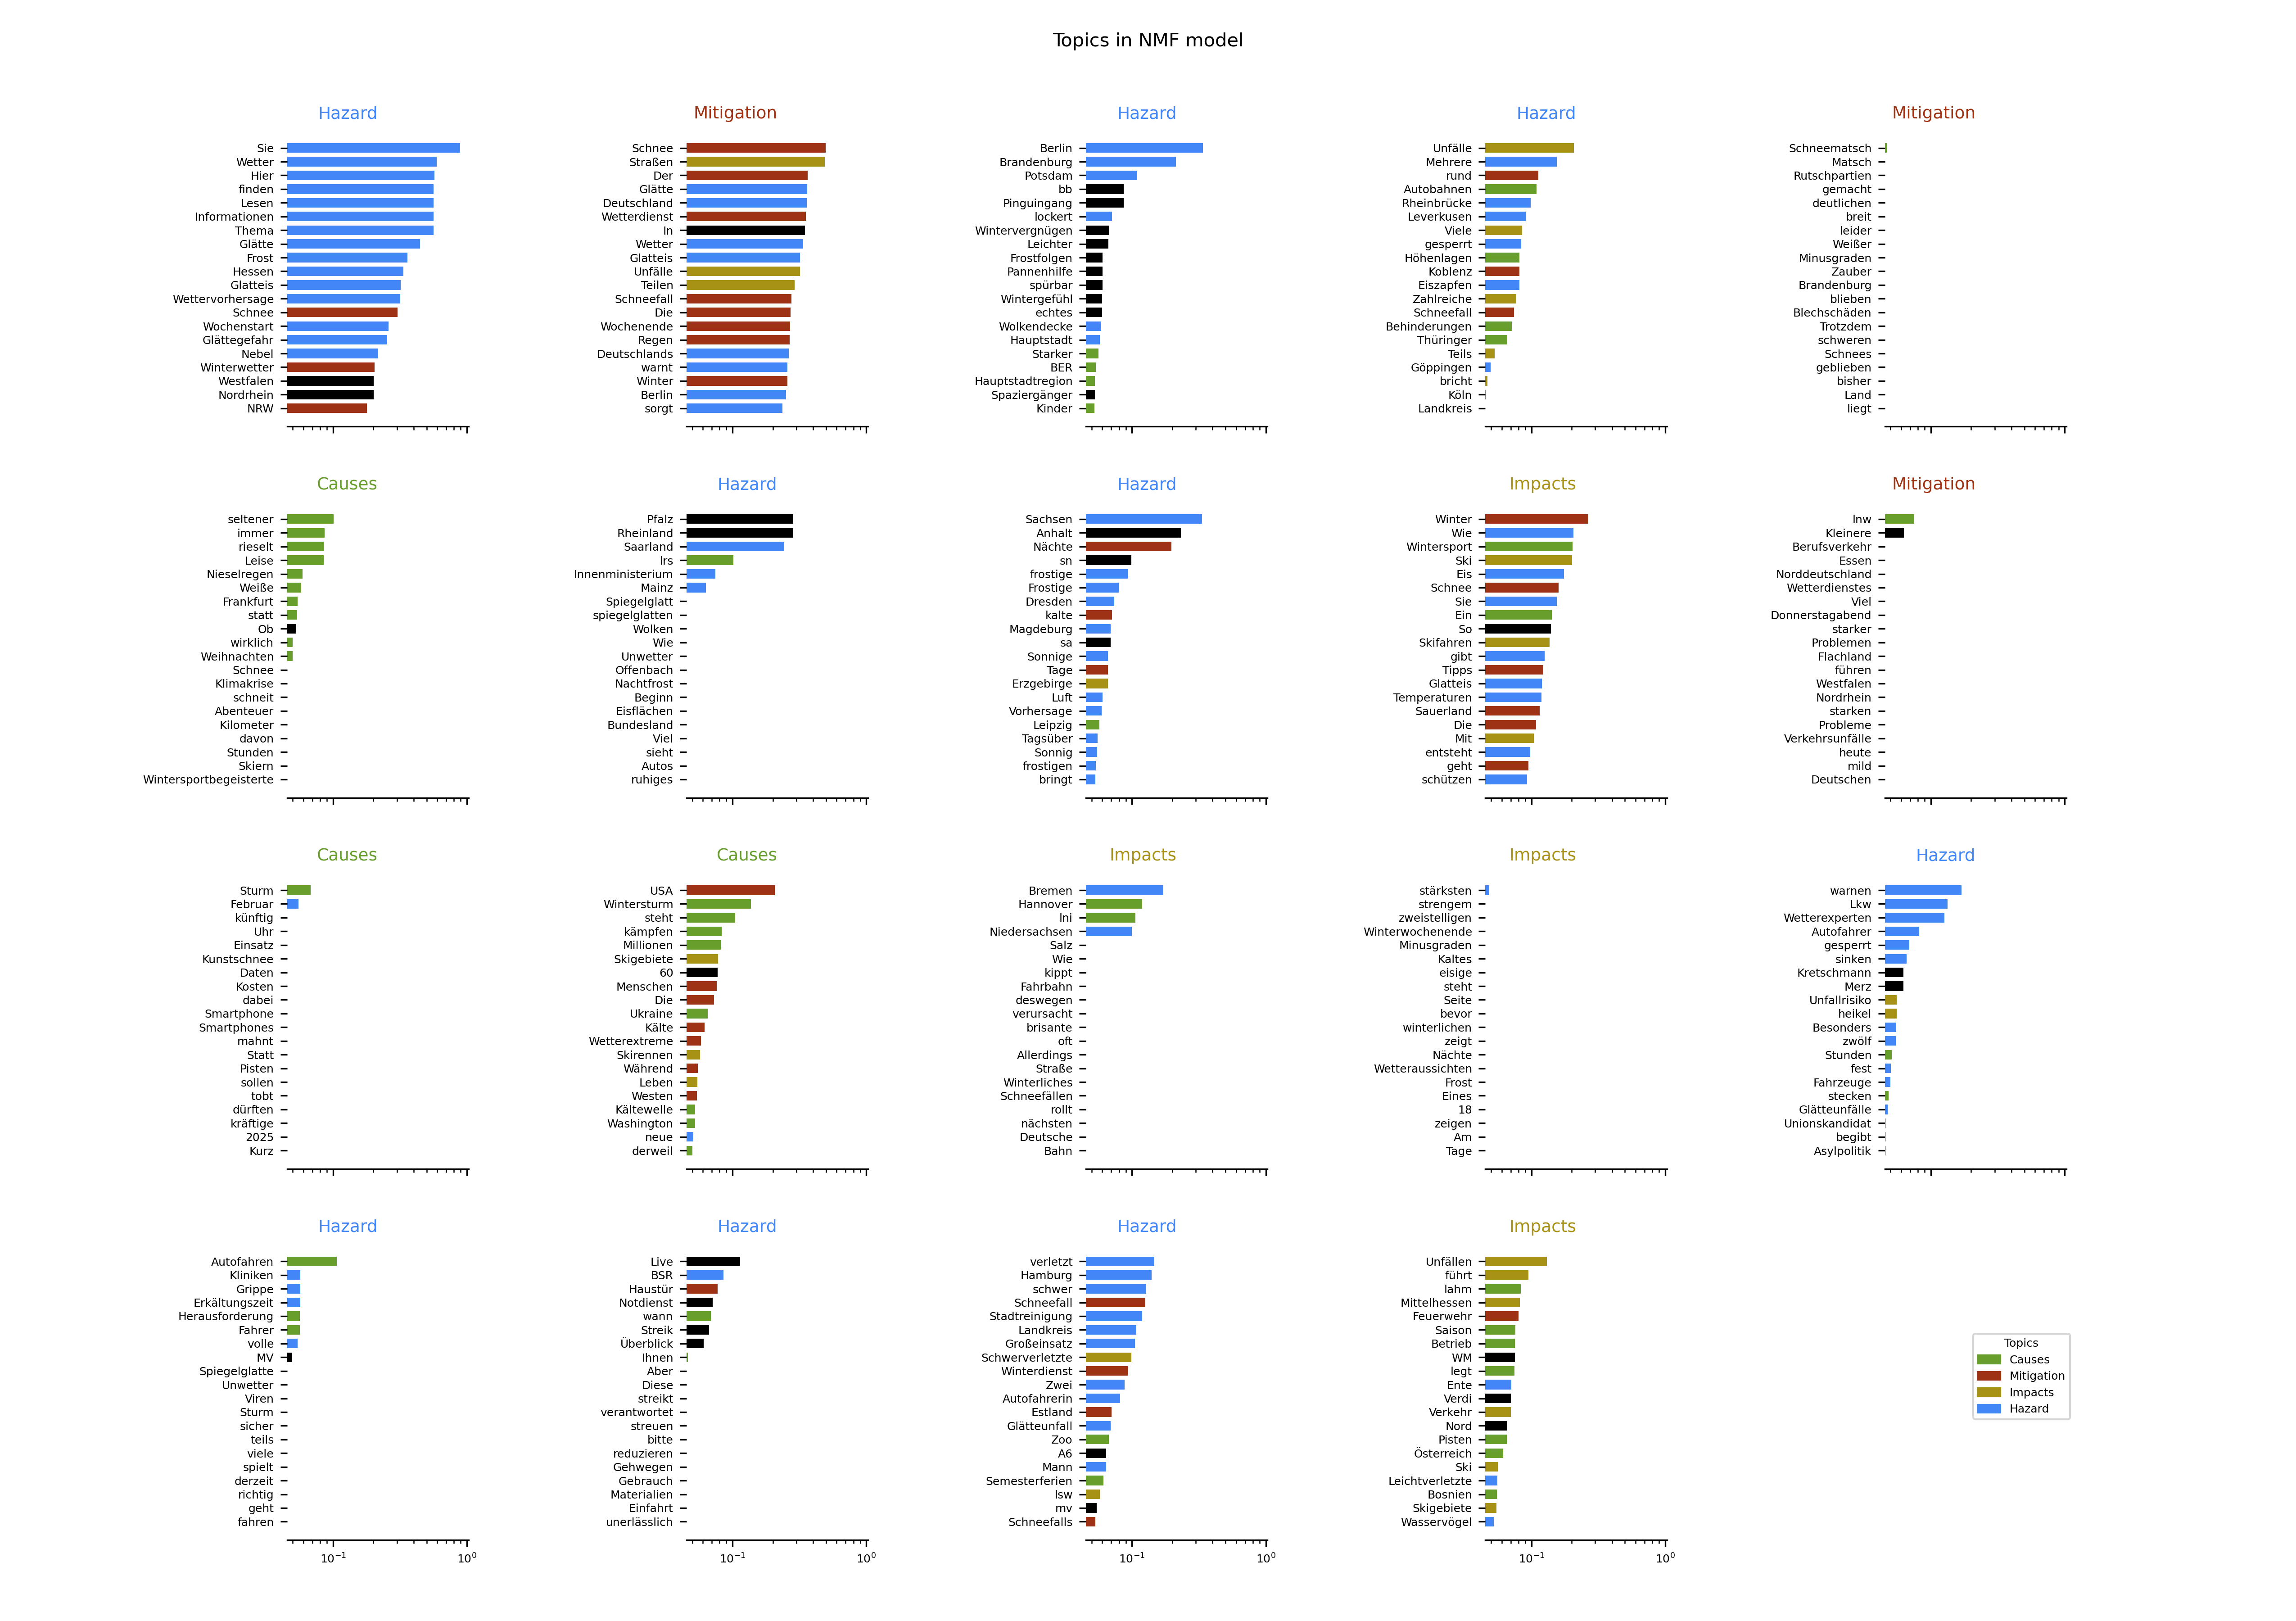 Topics in NMF model
Hazard
Sie
Wetter
Hier
finden
Lesen
Informationen
Thema
Glätte
Frost
Hessen
Glatteis
Wettervorhersage
Schnee
Wochenstart
Glättegefahr
Nebel
Winterwetter
Westfalen
Nordrhein
NRW
Mitigation
Schnee
Straßen
Der
Glätte
Deutschland
Wetterdienst
In
Wetter
Glatteis
Unfälle
Teilen
Schneefall
Die
Wochenende
Regen
Deutschlands
warnt
Winter
Berlin
sorgt
Hazard
Berlin
Brandenburg
Potsdam
bb
Pinguingang
lockert
Wintervergnügen
Leichter
Frostfolgen
Pannenhilfe
spürbar
Wintergefühl
echtes
Wolkendecke
Hauptstadt
Starker
BER
Hauptstadtregion
Spaziergänger
Kinder
Hazard
Unfälle
Mehrere
rund
Autobahnen
Rheinbrücke
Leverkusen
Viele
gesperrt
Höhenlagen
Koblenz
Eiszapfen
Zahlreiche
Schneefall
Behinderungen
Thüringer
Teils
Göppingen
bricht
Köln
Landkreis
Mitigation
Schneematsch
Matsch
Rutschpartien
gemacht
deutlichen
breit
leider
Weißer
Minusgraden
Zauber
Brandenburg
blieben
Blechschäden
Trotzdem
schweren
Schnees
geblieben
bisher
Land
liegt
Causes
seltener
immer
rieselt
Leise
Nieselregen
Weiße
Frankfurt
statt
Ob
wirklich
Weihnachten
Schnee
Klimakrise
schneit
Abenteuer
Kilometer
davon
Stunden
Skiern
Wintersportbegeisterte
Hazard
Pfalz
Rheinland
Saarland
lrs
Innenministerium
Mainz
Spiegelglatt
spiegelglatten
Wolken
Wie
Unwetter
Offenbach
Nachtfrost
Beginn
Eisflächen
Bundesland
Viel
sieht
Autos
ruhiges
Hazard
Sachsen
Anhalt
Nächte
sn
frostige
Frostige
Dresden
kalte
Magdeburg
sa
Sonnige
Tage
Erzgebirge
Luft
Vorhersage
Leipzig
Tagsüber
Sonnig
frostigen
bringt
Impacts
Winter
Wie
Wintersport
Ski
Eis
Schnee
Sie
Ein
So
Skifahren
gibt
Tipps
Glatteis
Temperaturen
Sauerland
Die
Mit
entsteht
geht
schützen
Mitigation
lnw
Kleinere
Berufsverkehr
Essen
Norddeutschland
Wetterdienstes
Viel
Donnerstagabend
starker
Problemen
Flachland
führen
Westfalen
Nordrhein
starken
Probleme
Verkehrsunfälle
heute
mild
Deutschen
Causes
Sturm
Februar
künftig
Uhr
Einsatz
Kunstschnee
Daten
Kosten
dabei
Smartphone
Smartphones
mahnt
Statt
Pisten
sollen
tobt
dürften
kräftige
2025
Kurz
Causes
USA
Wintersturm
steht
kämpfen
Millionen
Skigebiete
60
Menschen
Die
Ukraine
Kälte
Wetterextreme
Skirennen
Während
Leben
Westen
Kältewelle
Washington
neue
derweil
Impacts
Bremen
Hannover
lni
Niedersachsen
Salz
Wie
kippt
Fahrbahn
deswegen
verursacht
brisante
oft
Allerdings
Straße
Winterliches
Schneefällen
rollt
nächsten
Deutsche
Bahn
Impacts
stärksten
strengem
zweistelligen
Winterwochenende
Minusgraden
Kaltes
eisige
steht
Seite
bevor
winterlichen
zeigt
Nächte
Wetteraussichten
Frost
Eines
18
zeigen
Am
Tage
Hazard
warnen
Lkw
Wetterexperten
Autofahrer
gesperrt
sinken
Kretschmann
Merz
Unfallrisiko
heikel
Besonders
zwölf
Stunden
fest
Fahrzeuge
stecken
Glätteunfälle
Unionskandidat
begibt
Asylpolitik
Hazard
Autofahren
Kliniken
Grippe
Erkältungszeit
Herausforderung
Fahrer
volle
MV
Spiegelglatte
Unwetter
Viren
Sturm
sicher
teils
viele
spielt
derzeit
richtig
geht
fahren
10⁻¹ 10⁰
Hazard
Live
BSR
Haustür
Notdienst
wann
Streik
Überblick
Ihnen
Aber
Diese
streikt
verantwortet
streuen
bitte
reduzieren
Gehwegen
Gebrauch
Materialien
Einfahrt
unerlässlich
10⁻¹ 10⁰
Hazard
verletzt
Hamburg
schwer
Schneefall
Stadtreinigung
Landkreis
Großeinsatz
Schwerverletzte
Winterdienst
Zwei
Autofahrerin
Estland
Glätteunfall
Zoo
A6
Mann
Semesterferien
lsw
mv
Schneefalls
10⁻¹ 10⁰
Impacts
Unfällen
führt
lahm
Mittelhessen
Feuerwehr
Saison
Betrieb
WM
legt
Ente
Verdi
Verkehr
Nord
Pisten
Österreich
Ski
Leichtverletzte
Bosnien
Skigebiete
Wasservögel
10⁻¹ 10⁰
Topics
Causes
Mitigation
Impacts
Hazard